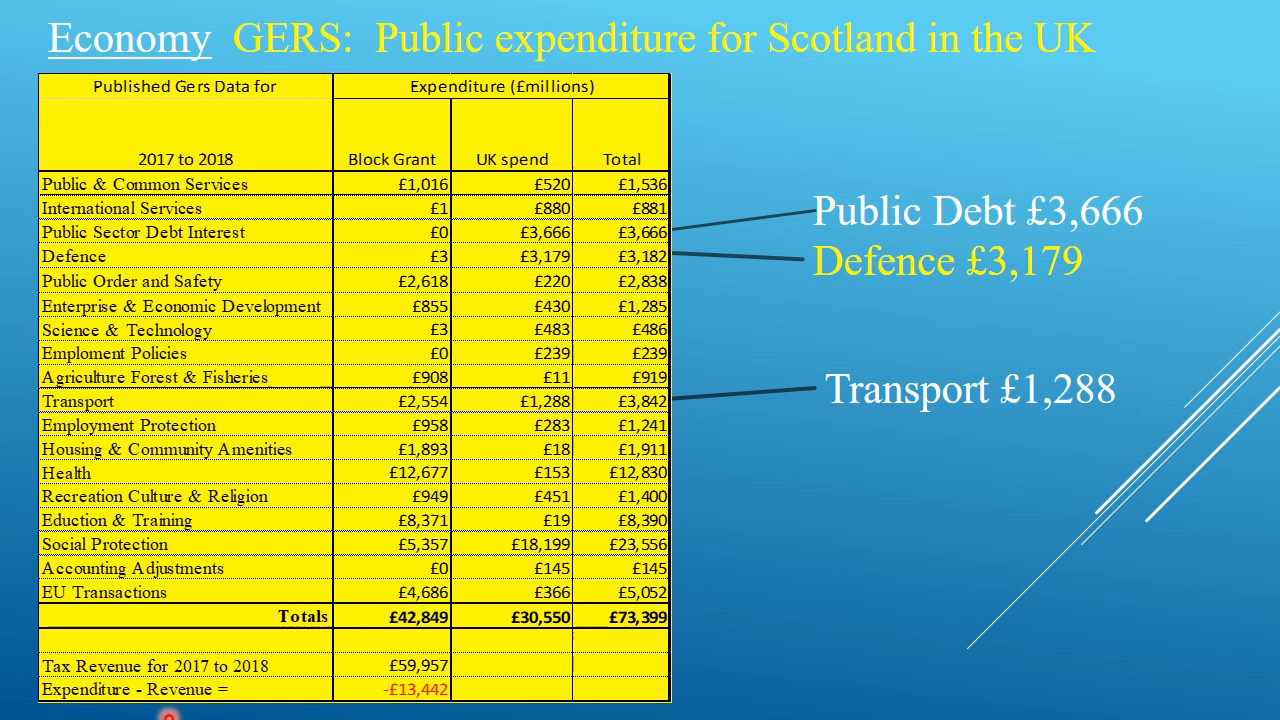 Economy GERS: Public expenditure for Scotland in the UK
Published Gers Data for Expenditure (£millions)
2017 to 2018 Block Grant UK spend Total
Public & Common Services £1,016 £520 £1,536
International Services £1 £880 £881
Public Sector Debt Interest £0 £3,666 £3,666
Defence £3 £3,179 £3,182
Public Order and Safety £2,618 £220 £2,838
Enterprise & Economic Development £855 £430 £1,285
Science & Technology £3 £483 £486
Emploment Policies £0 £239 £239
Agriculture Forest & Fisheries £908 £11 £919
Transport £2,554 £1,288 £3,842
Employment Protection £958 £283 £1,241
Housing & Community Amenities £1,893 £18 £1,911
Health £12,677 £153 £12,830
Recreation Culture & Religion £949 £451 £1,400
Eduction & Training £8,371 £19 £8,390
Social Protection £5,357 £18,199 £23,556
Accounting Adjustments £0 £145 £145
EU Transactions £4,686 £366 £5,052
Totals £42,849 £30,550 £73,399
Tax Revenue for 2017 to 2018 £59,957
Expenditure - Revenue = -£13,442
Public Debt £3,666
Defence £3,179
Transport £1,288